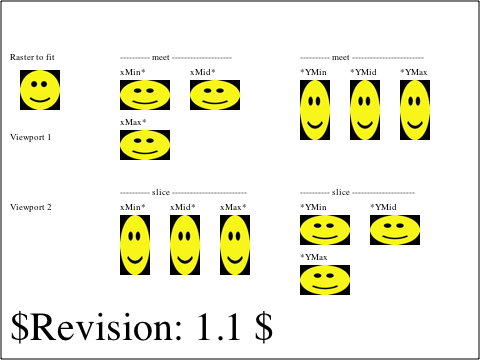 Raster to fit
---------- meet --------------------
---------- meet ------------------------
xMin*
xMid*
*YMin
*YMid
*YMax
xMax*
Viewport 1
---------- slice -------------------------
---------- slice ---------------------
Viewport 2
xMin*
xMid*
xMax*
*YMin
*YMid
*YMax
$Revision: 1.1 $